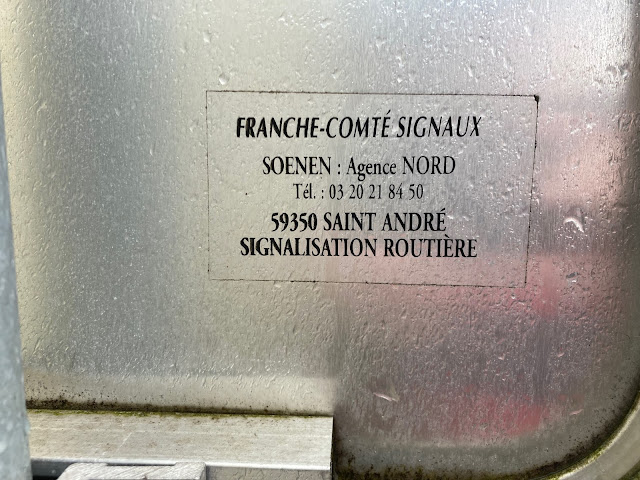 FRANCHE-COMTÉ SIGNAUX
SOENEN : Agence NORD
Tél. : 03 20 21 84 50
59350 SAINT ANDRÉ
SIGNALISATION ROUTIÈRE